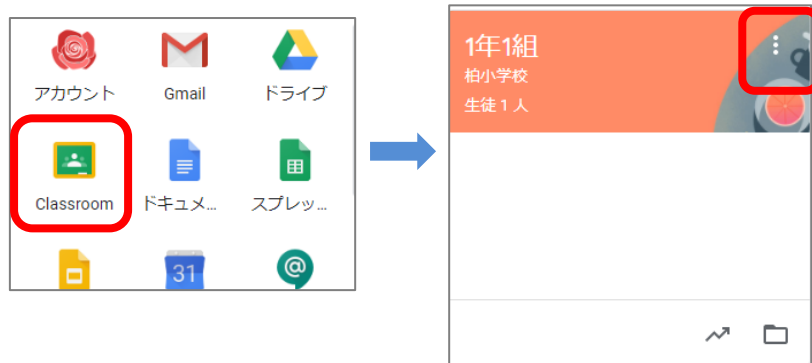 アカウント
Gmail
ドライブ
Classroom
ドキュメ...
スプレッ...
31
@
1年1組
柏小学校
生徒 1 人